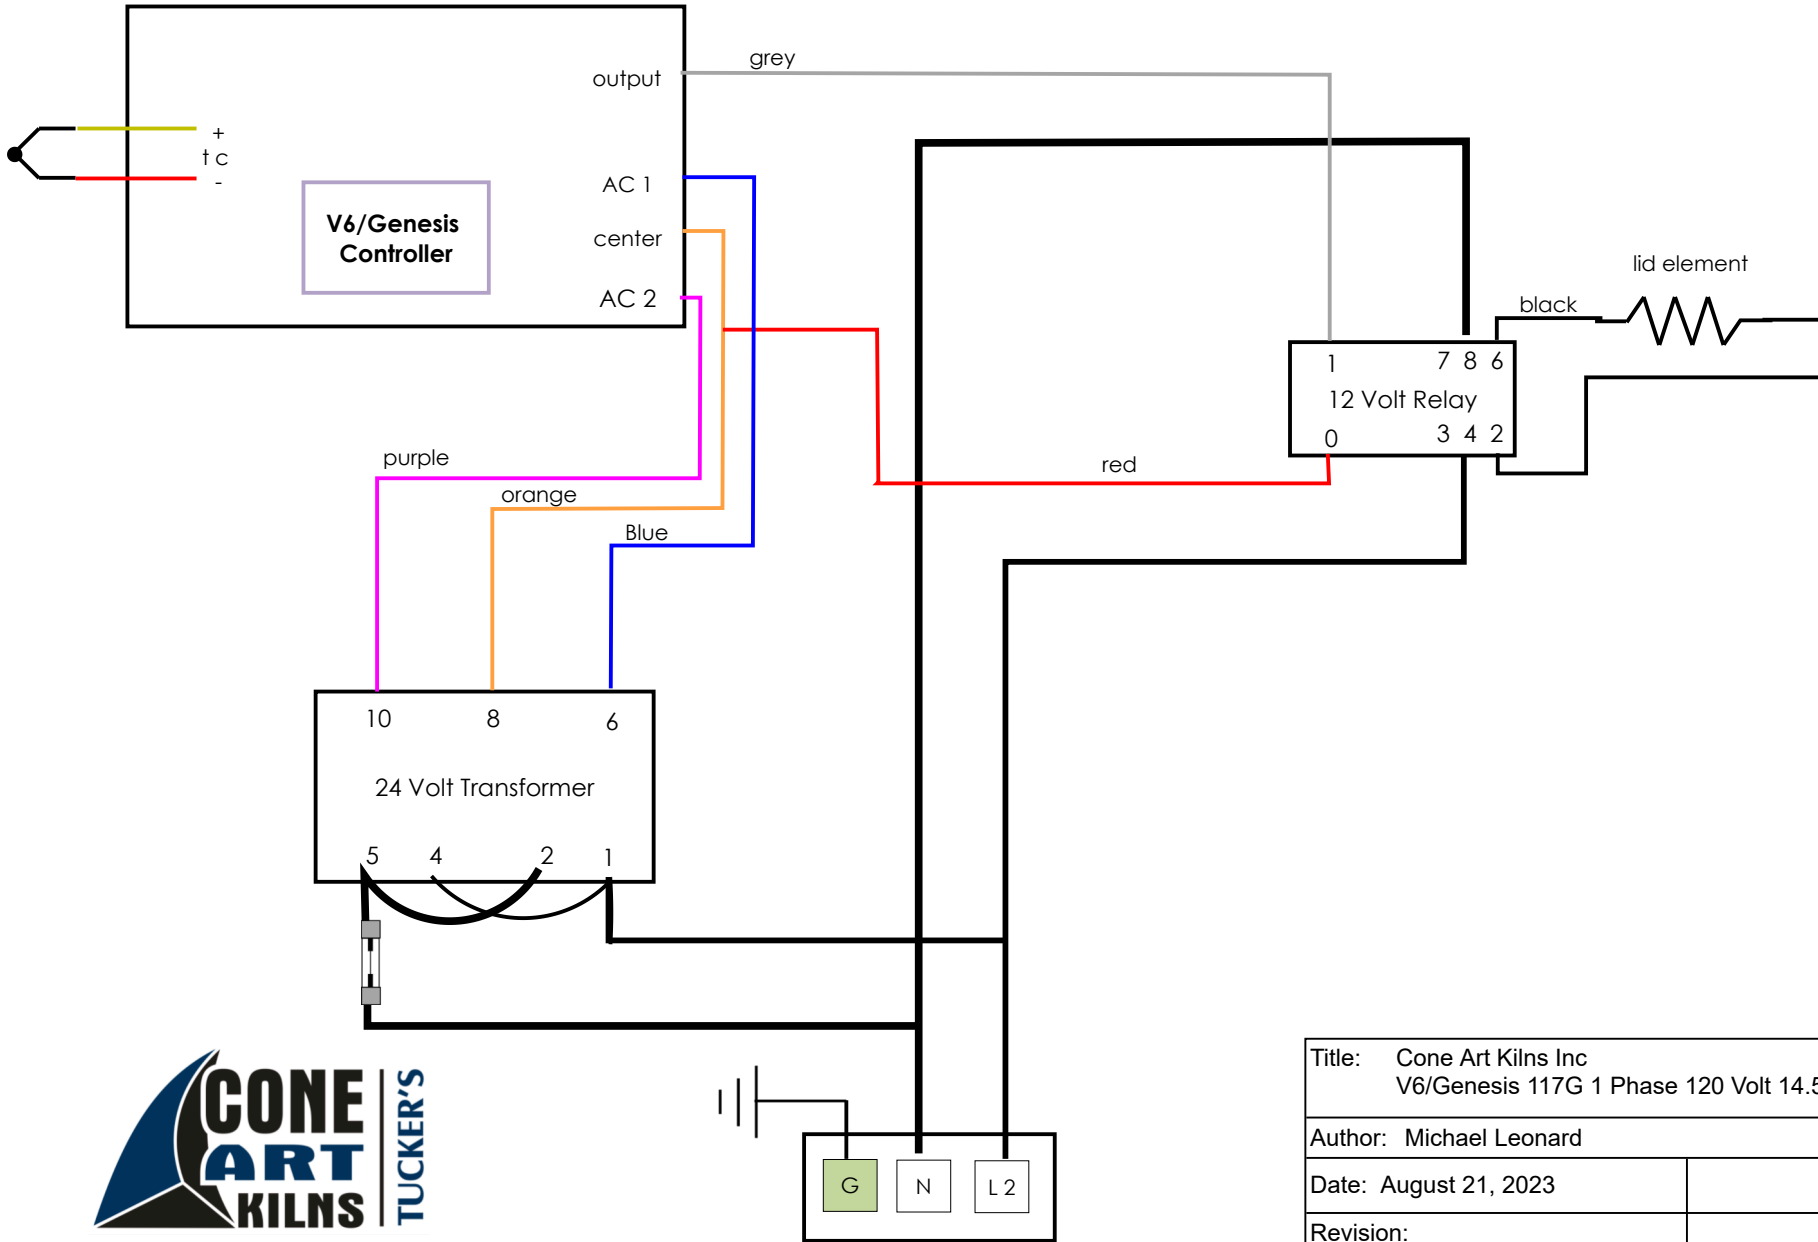 output
grey
+
t c
-
AC 1
V6/Genesis
Controller
center
AC 2
lid element
black
1 7 8 6
12 Volt Relay
0 3 4 2
purple
red
orange
Blue
10 8 6
24 Volt Transformer
5 4 2 1
CONE
ART
KILNS
TUCKER'S
G N L 2
Title: Cone Art Kilns Inc
V6/Genesis 117G 1 Phase 120 Volt 14.5
Author: Michael Leonard
Date: August 21, 2023
Revision: